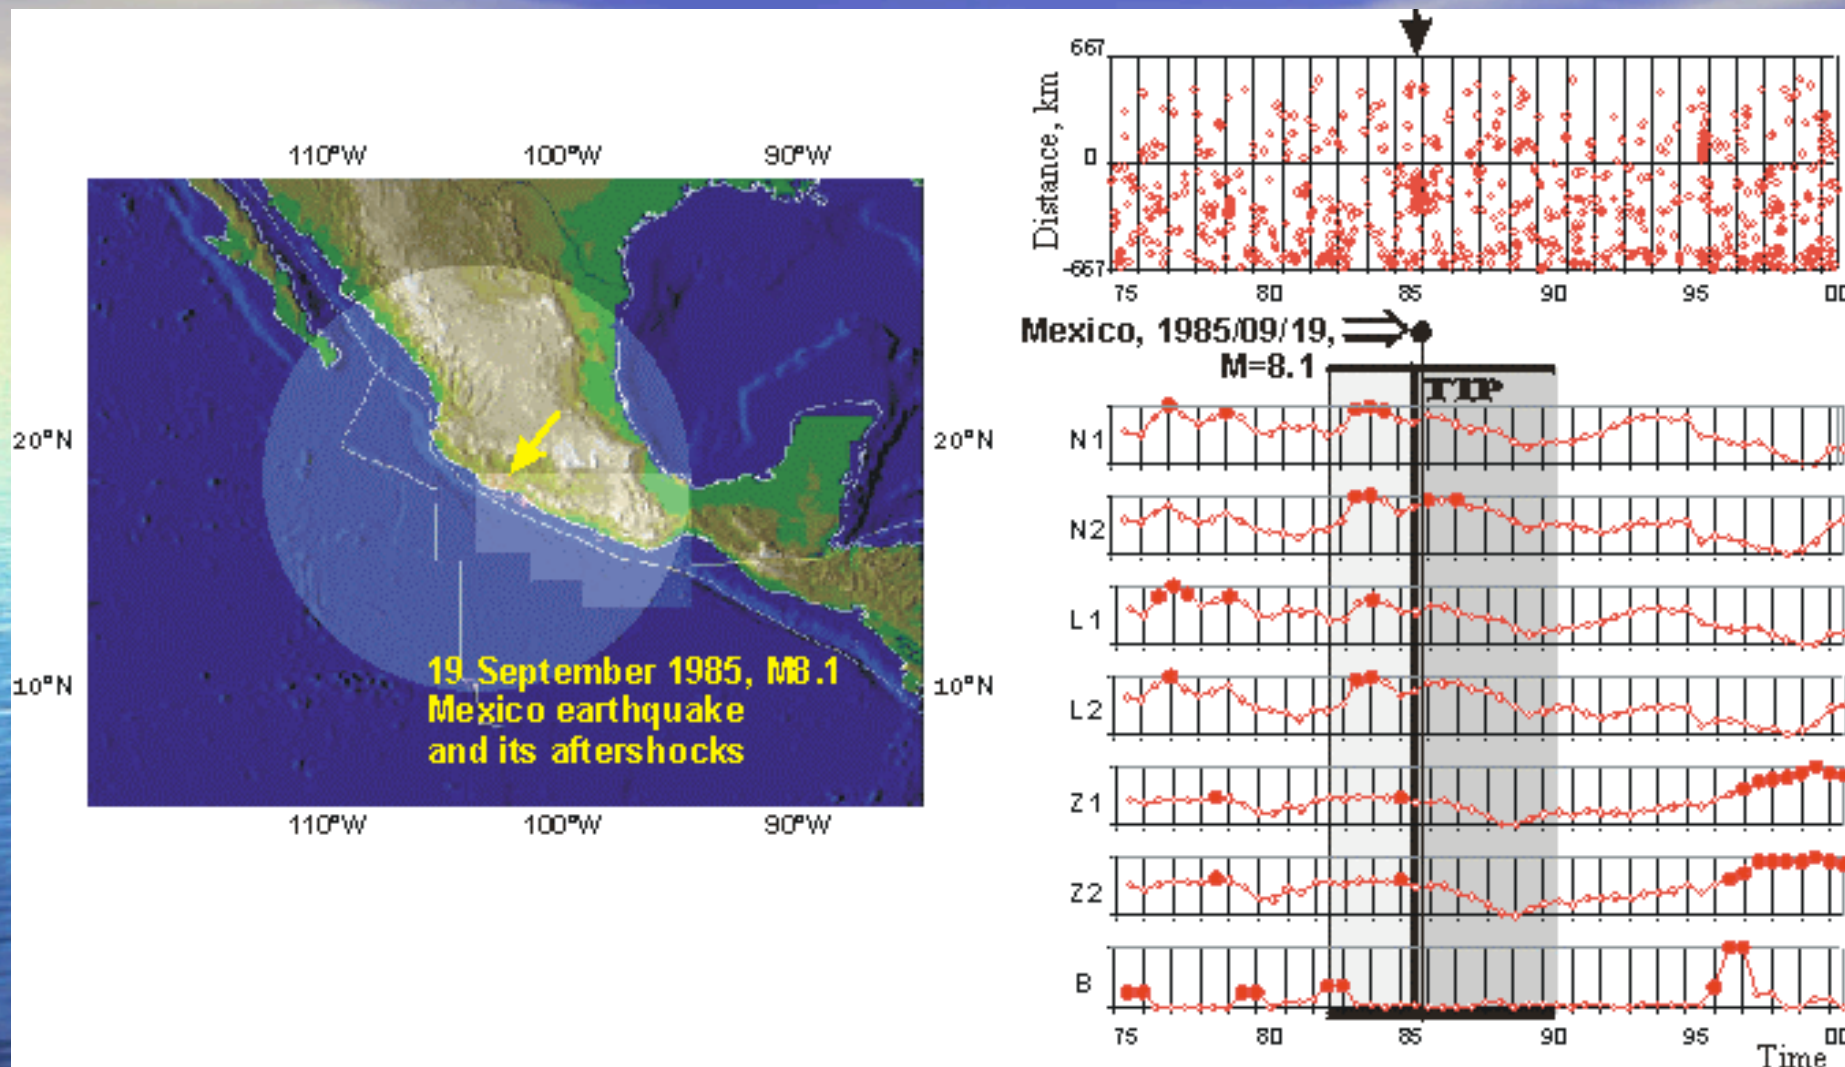 110°W 100°W 90°W
20°N 20°N
10°N 10°N
19 September 1985, M8.1
Mexico earthquake
and its aftershocks
110°W 100°W 90°W
667
0
-667
Distance, km
75 80 85 90 95 00
Mexico, 1985/09/19,
M=8.1
TIP
N1
N2
L1
L2
Z1
Z2
B
75 80 85 90 95 00
Time